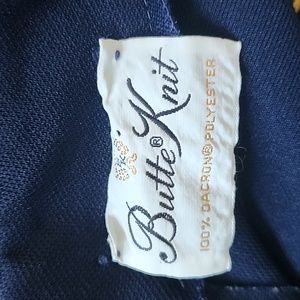 Butte® Knit
100% DACRON® POLYESTER